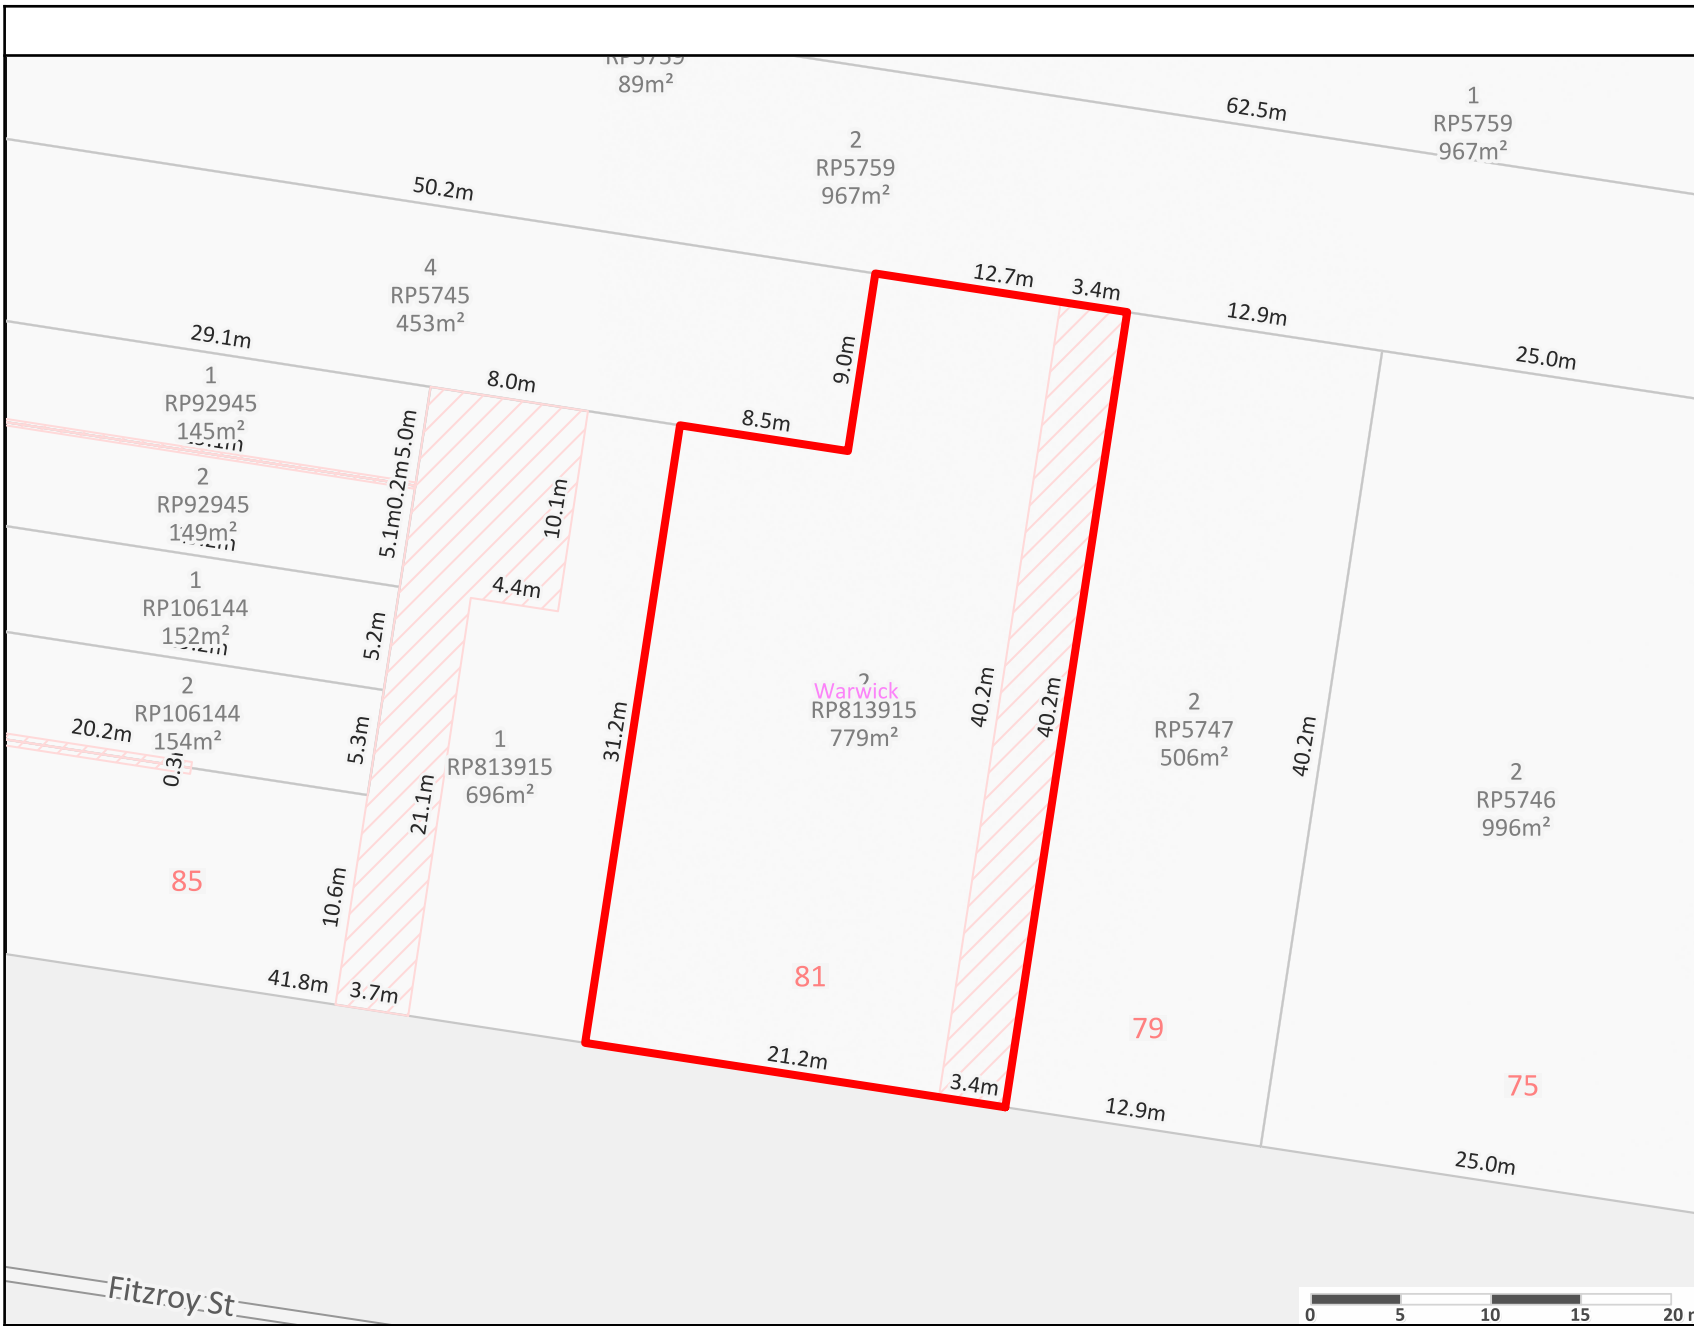 89m²
62.5m
1
RP5759
967m²
2
RP5759
967m²
50.2m
4
RP5745
453m²
12.7m
3.4m
12.9m
25.0m
29.1m
8.0m
9.0m
8.5m
1
RP92945
145m²
5.0m
0.2m
5.1m
2
RP92945
149m²
10.1m
4.4m
1
RP106144
152m²
5.2m
2
RP106144
154m²
20.2m
5.3m
1
RP813915
696m²
21.1m
31.2m
2
Warwick
RP813915
779m²
40.2m
40.2m
2
RP5747
506m²
40.2m
2
RP5746
996m²
85
10.6m
41.8m
3.7m
81
21.2m
3.4m
79
12.9m
75
25.0m
Fitzroy St
0 5 10 15 20